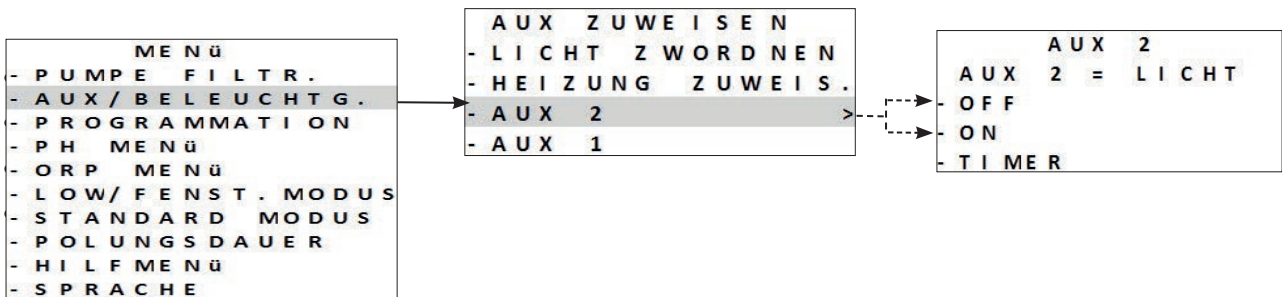 MENü
- PUMPE FILTR.
- AUX/BELEUCHTG.
- PROGRAMMATION
- PH MENü
- ORP MENü
- LOW/FENST.MODUS
- STANDARD MODUS
- POLUNGSDAUER
- HILFMENü
- SPRACHE
AUX ZUWEISEN
- LICHT ZWORDNEN
- HEIZUNG ZUWEIS.
- AUX 2 >
- AUX 1
AUX 2
AUX 2 = LICHT
- OFF
- ON
- TIMER